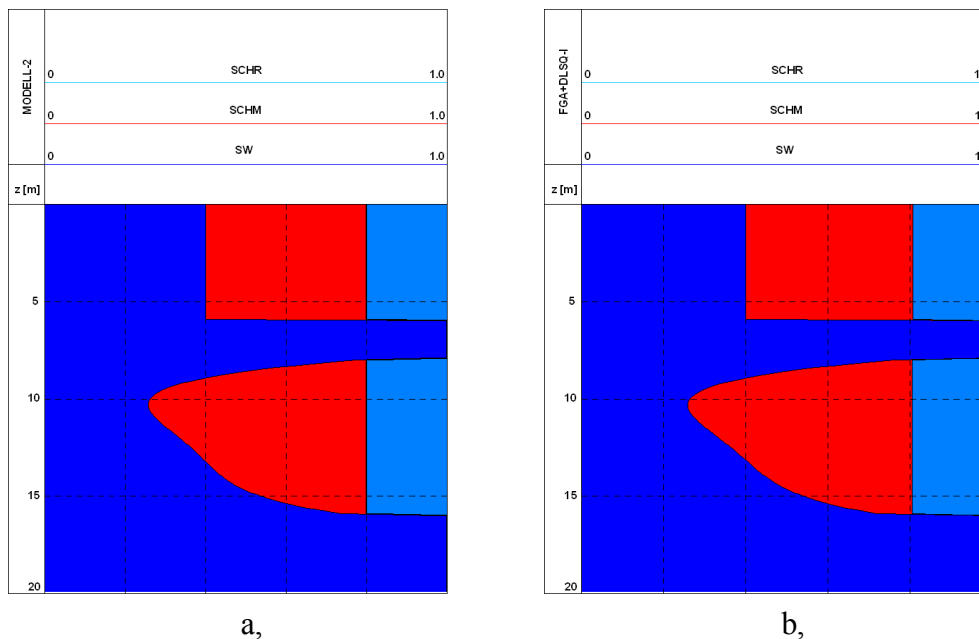 MODELL-2
0 SCHR 1.0
0 SCHM 1.0
0 SW 1.0
z [m]
5
10
15
20
a,
FGA+DLSQ-I
0 SCHR 1
0 SCHM 1
0 SW 1
z [m]
5
10
15
20
b,